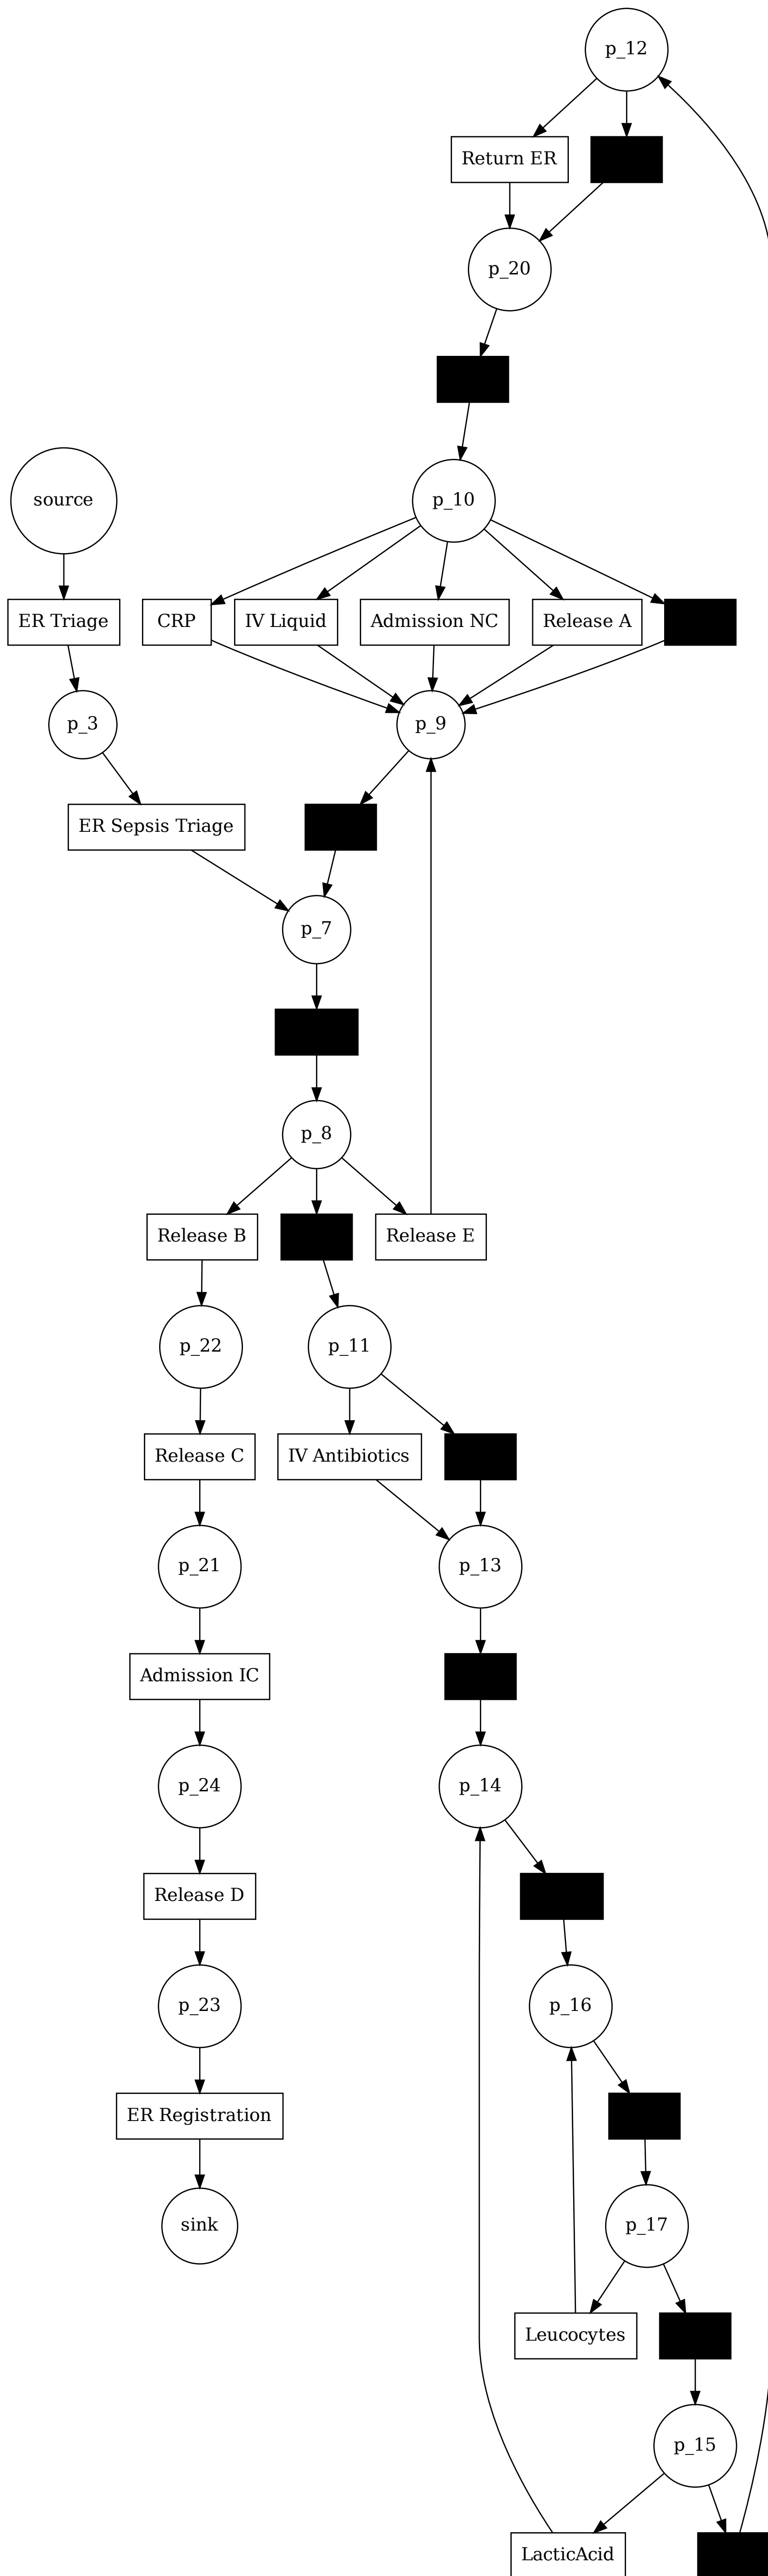 p_12
Return ER
p_20
source
p_10
ER Triage
CRP
IV Liquid
Admission NC
Release A
p_3
p_9
ER Sepsis Triage
p_7
p_8
Release B
Release E
p_22
p_11
Release C
IV Antibiotics
p_21
p_13
Admission IC
p_24
p_14
Release D
p_23
p_16
ER Registration
sink
p_17
Leucocytes
p_15
LacticAcid